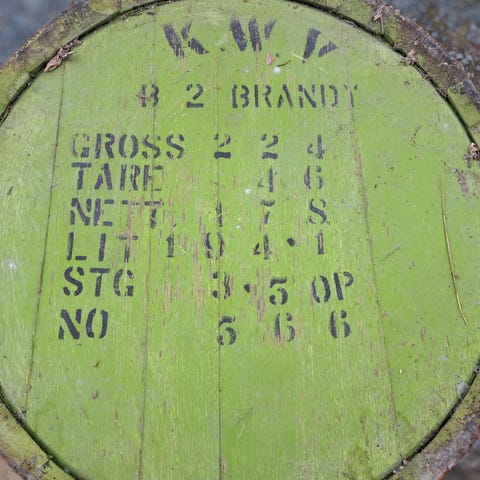 K.W.V
B 2 BRANDY
GROSS 2 2 4
TARE 4 6
NETT 1 7 8
LIT 1 9 4.1
STG 3.5 OP
NO 5 6 6